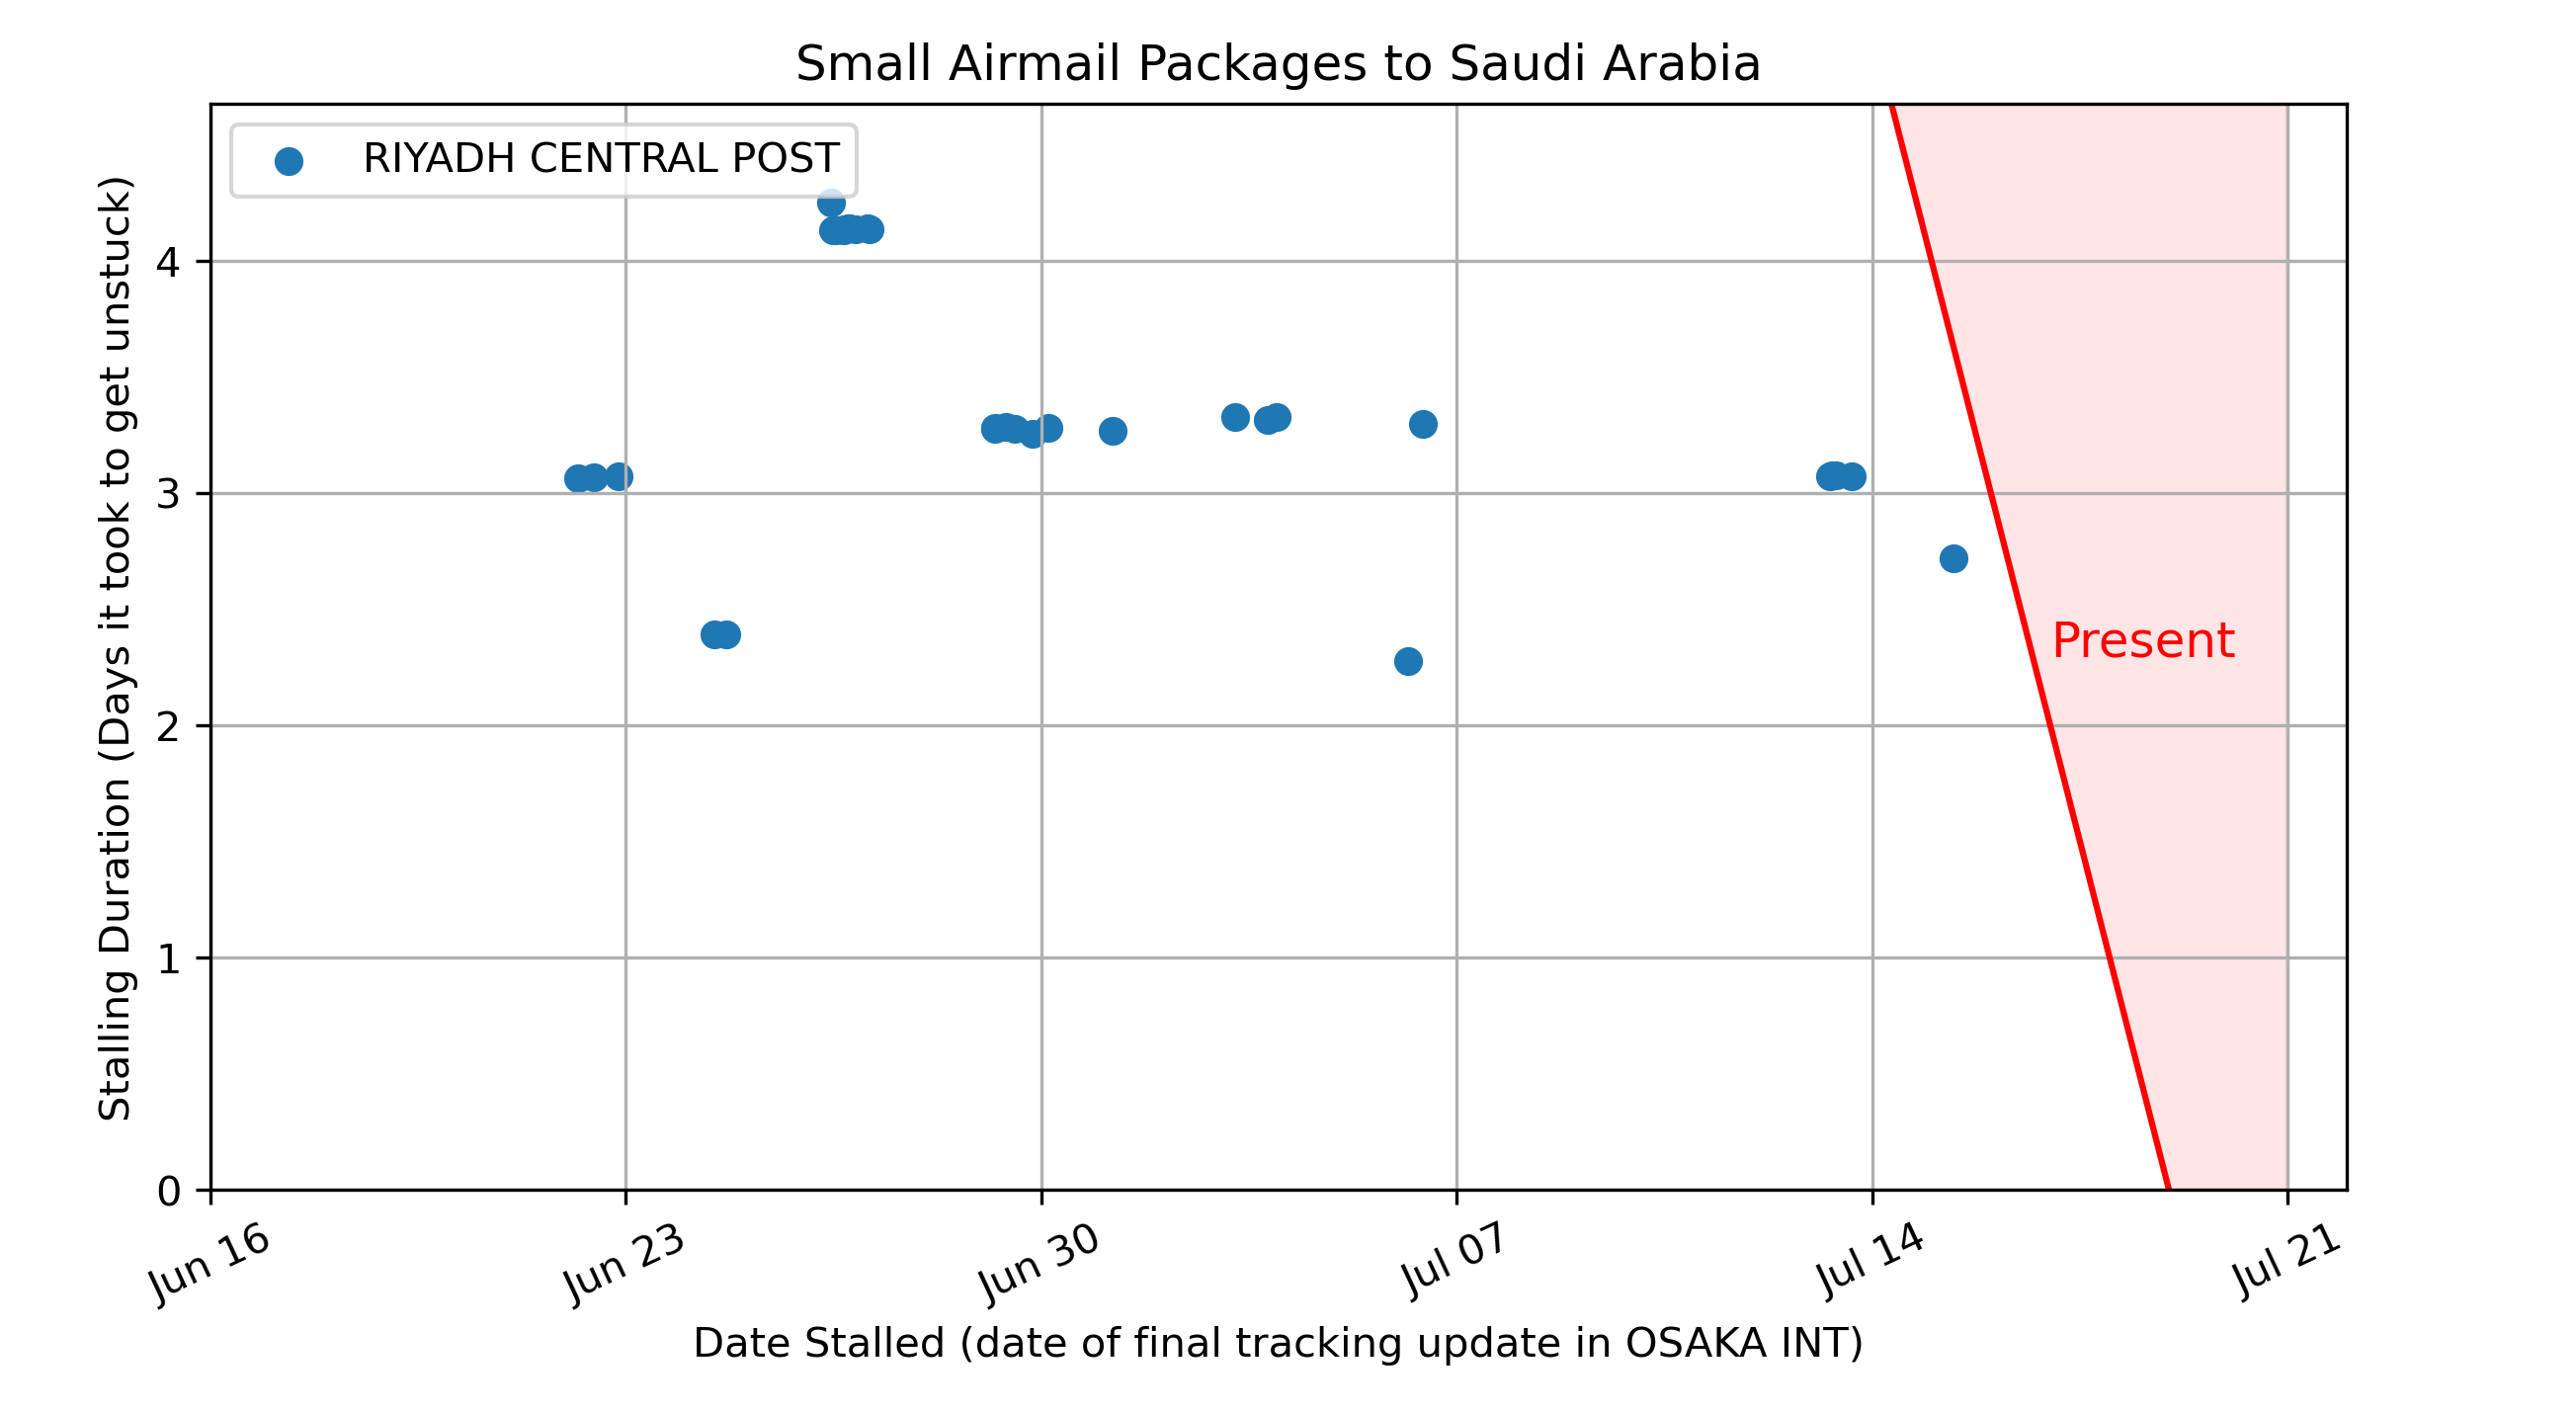 Small Airmail Packages to Saudi Arabia
RIYADH CENTRAL POST
Stalling Duration (Days it took to get unstuck)
4
3
2
1
0
Present
Jun 16
Jun 23
Jun 30
Jul 07
Jul 14
Jul 21
Date Stalled (date of final tracking update in OSAKA INT)